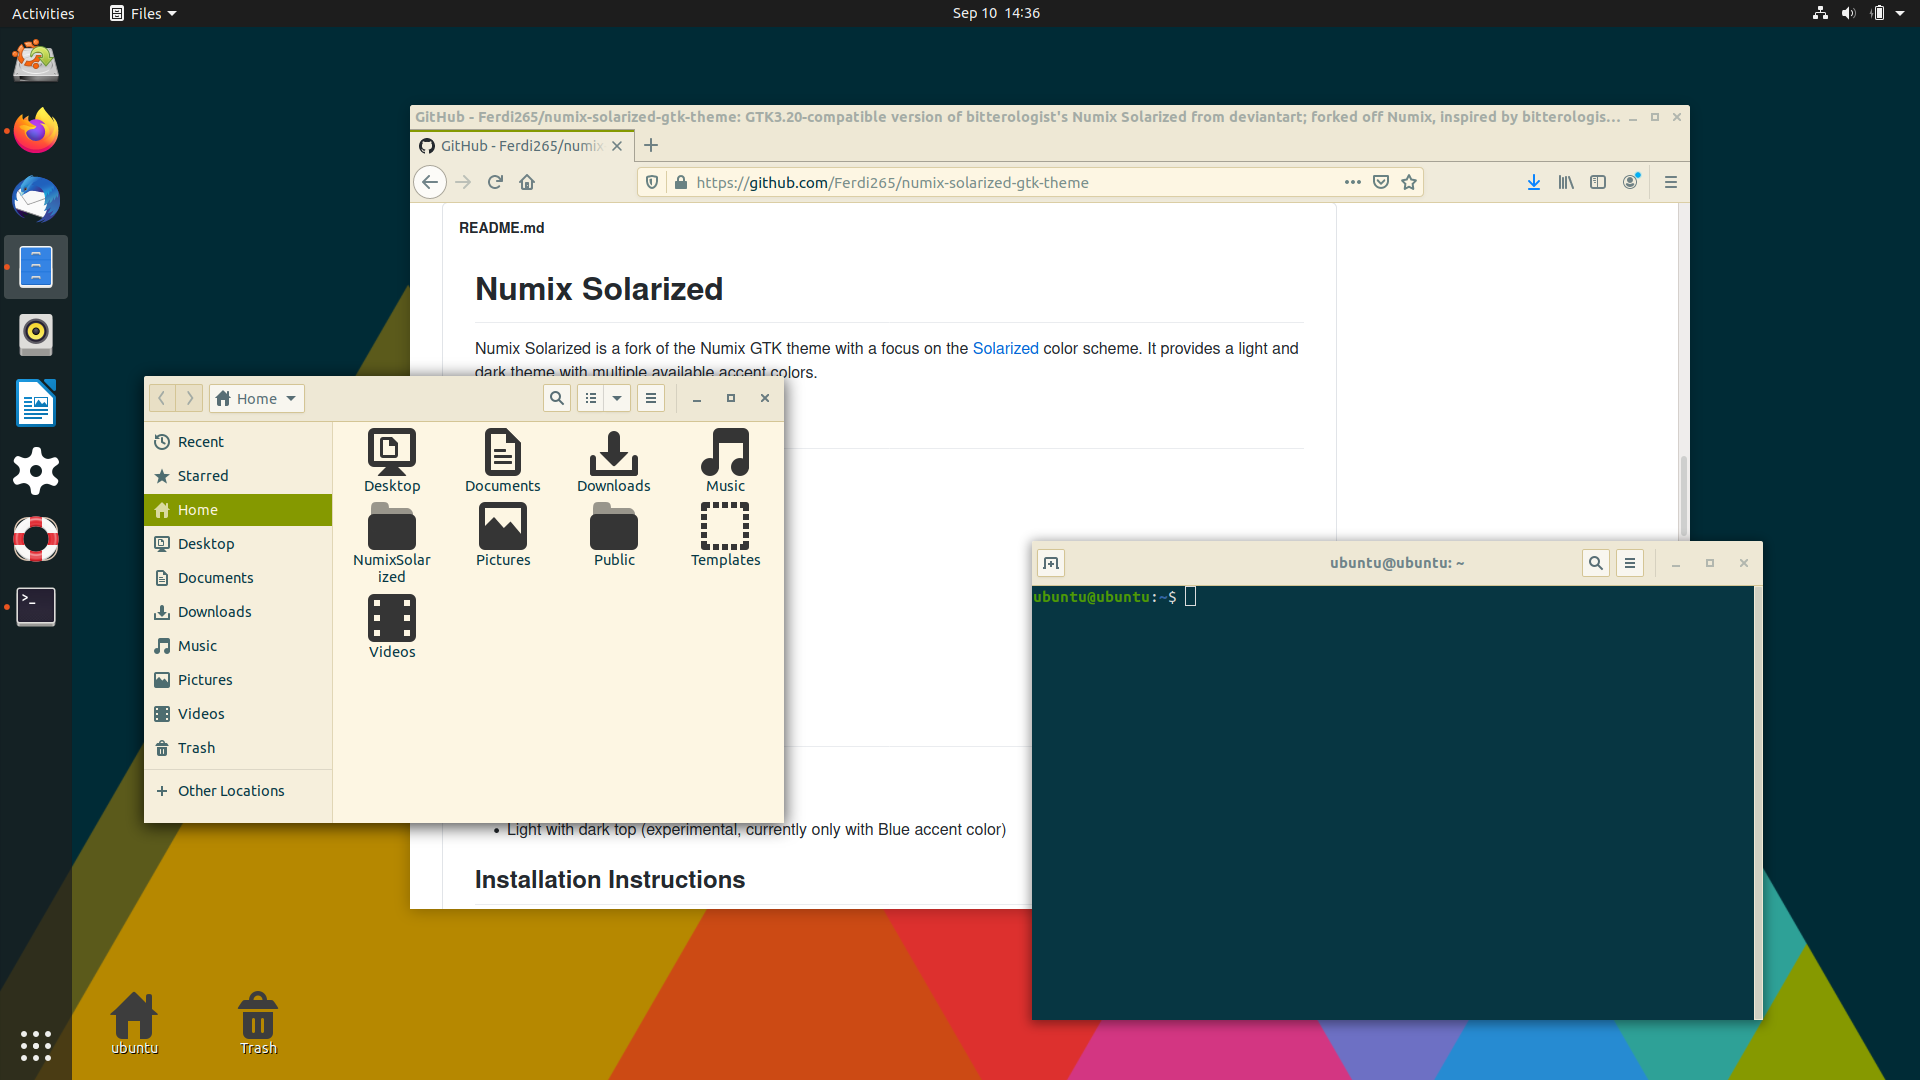 Activities
Files
Sep 10 14:36
GitHub - Ferdi265/numix-solarized-gtk-theme: GTK3.20-compatible version of bitterologist's Numix Solarized from deviantart; forked off Numix, inspired by bitterologis...
GitHub - Ferdi265/numix
https://github.com/Ferdi265/numix-solarized-gtk-theme
README.md
Numix Solarized
Numix Solarized is a fork of the Numix GTK theme with a focus on the Solarized color scheme. It provides a light and
dark theme with multiple available accent colors.
Home
Recent
Starred
Home
Desktop
Documents
Downloads
Music
Pictures
Videos
Trash
Other Locations
Desktop
Documents
Downloads
Music
NumixSolar
ized
Pictures
Public
Templates
Videos
ubuntu@ubuntu: ~
ubuntu@ubuntu:~$
Light with dark top (experimental, currently only with Blue accent color)
Installation Instructions
ubuntu
Trash